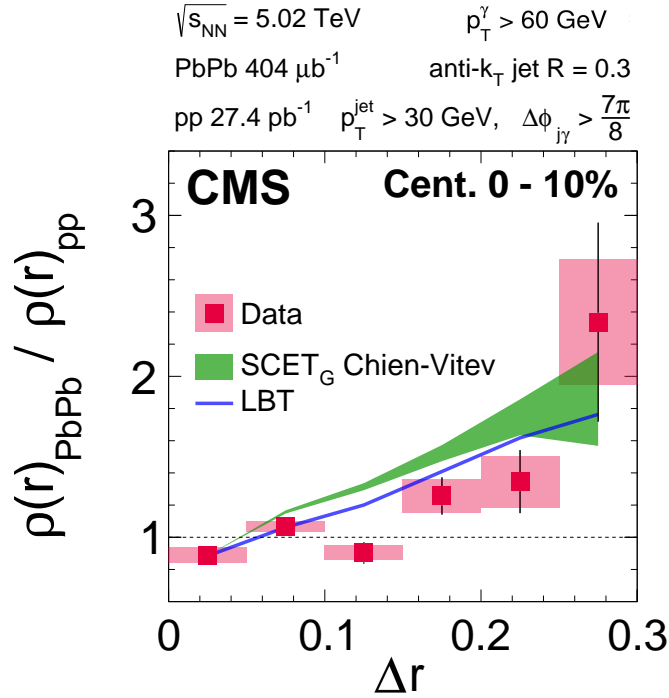 √s_NN = 5.02 TeV p_T^γ > 60 GeV
PbPb 404 μb⁻¹ anti-k_T jet R = 0.3
pp 27.4 pb⁻¹ p_T^jet > 30 GeV, Δϕ_jγ > 7π/8
CMS Cent. 0 - 10%
Data
SCET_G Chien-Vitev
LBT
ρ(r)_PbPb / ρ(r)_pp
3
2
1
0 0.1 0.2 0.3
Δr